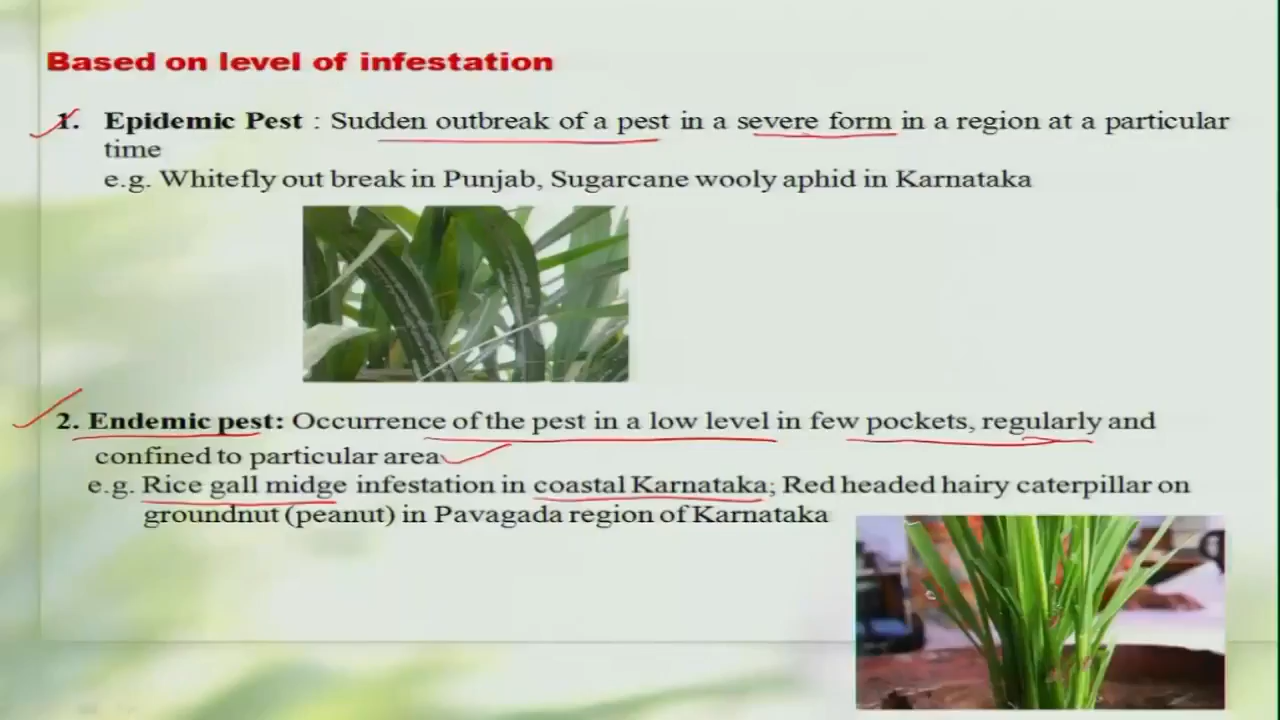 Based on level of infestation
1. Epidemic Pest : Sudden outbreak of a pest in a severe form in a region at a particular
time
e.g. Whitefly out break in Punjab, Sugarcane wooly aphid in Karnataka
2. Endemic pest: Occurrence of the pest in a low level in few pockets, regularly and
confined to particular area
e.g. Rice gall midge infestation in coastal Karnataka; Red headed hairy caterpillar on
groundnut (peanut) in Pavagada region of Karnataka